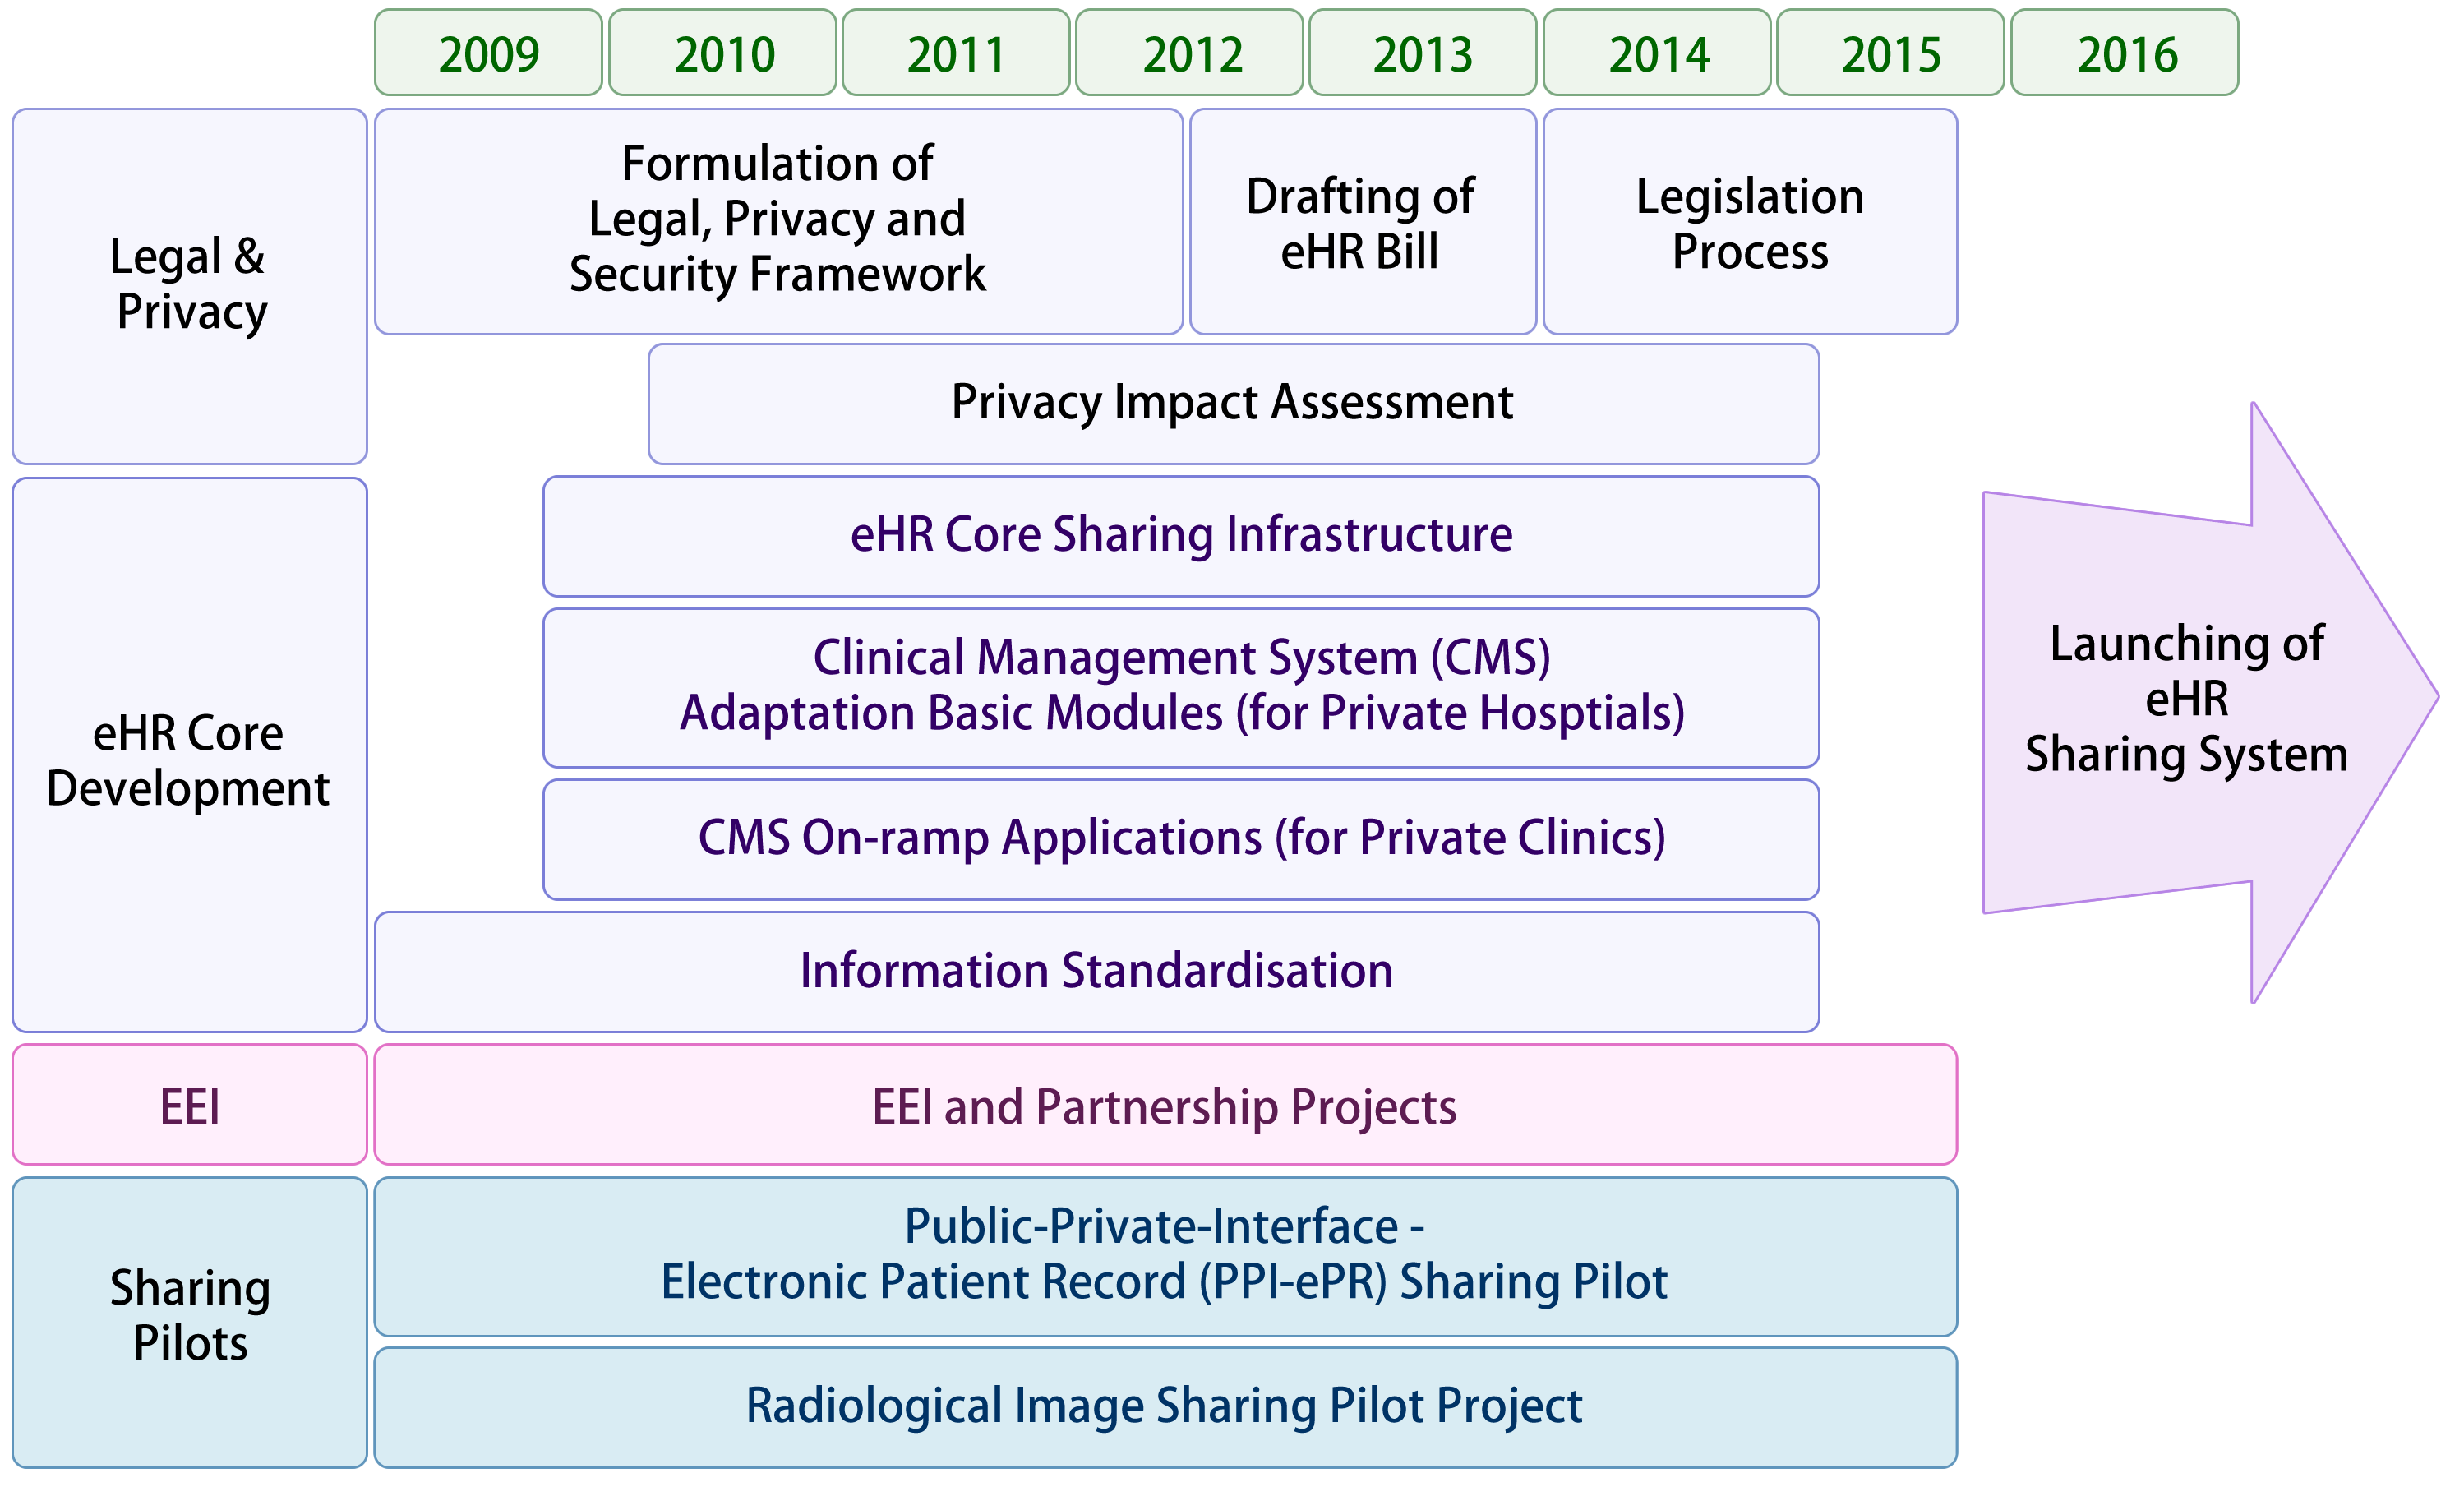 2009 2010 2011 2012 2013 2014 2015 2016
Legal &
Privacy
Formulation of
Legal, Privacy and
Security Framework
Drafting of
eHR Bill
Legislation
Process
Privacy Impact Assessment
eHR Core
Development
eHR Core Sharing Infrastructure
Clinical Management System (CMS)
Adaptation Basic Modules (for Private Hosptials)
CMS On-ramp Applications (for Private Clinics)
Information Standardisation
Launching of
eHR
Sharing System
EEI
EEI and Partnership Projects
Sharing
Pilots
Public-Private-Interface -
Electronic Patient Record (PPI-ePR) Sharing Pilot
Radiological Image Sharing Pilot Project